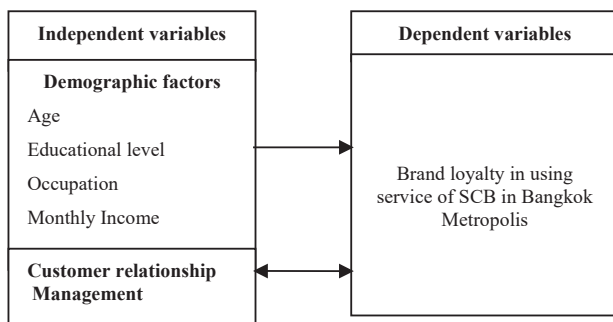 Independent variables
Demographic factors
Age
Educational level
Occupation
Monthly Income
Customer relationship
Management
Dependent variables
Brand loyalty in using
service of SCB in Bangkok
Metropolis